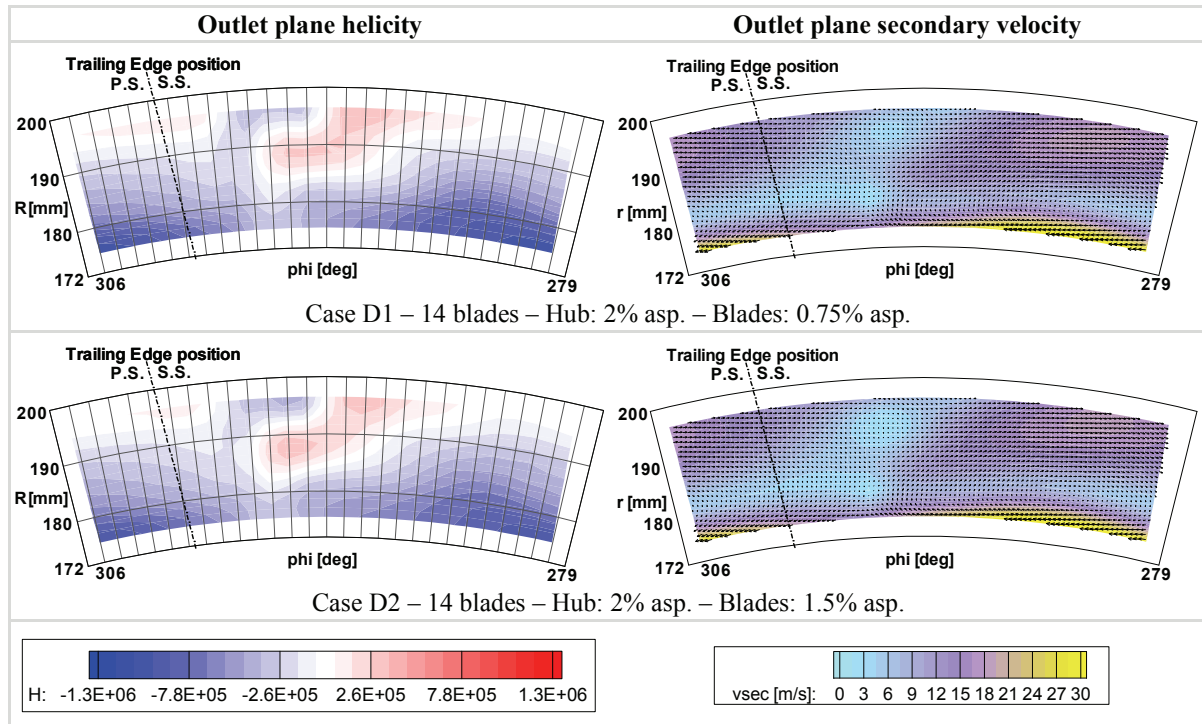 Outlet plane helicity
Outlet plane secondary velocity
Trailing Edge position
P.S. S.S.
200
190
R [mm]
180
172 306
phi [deg]
279
Trailing Edge position
P.S. S.S.
200
190
r [mm]
180
172 306
phi [deg]
279
Case D1 – 14 blades – Hub: 2% asp. – Blades: 0.75% asp.
Trailing Edge position
P.S. S.S.
200
190
R [mm]
180
172 306
phi [deg]
279
Trailing Edge position
P.S. S.S.
200
190
r [mm]
180
172 306
phi [deg]
279
Case D2 – 14 blades – Hub: 2% asp. – Blades: 1.5% asp.
H: -1.3E+06 -7.8E+05 -2.6E+05 2.6E+05 7.8E+05 1.3E+06
vsec [m/s]: 0 3 6 9 12 15 18 21 24 27 30